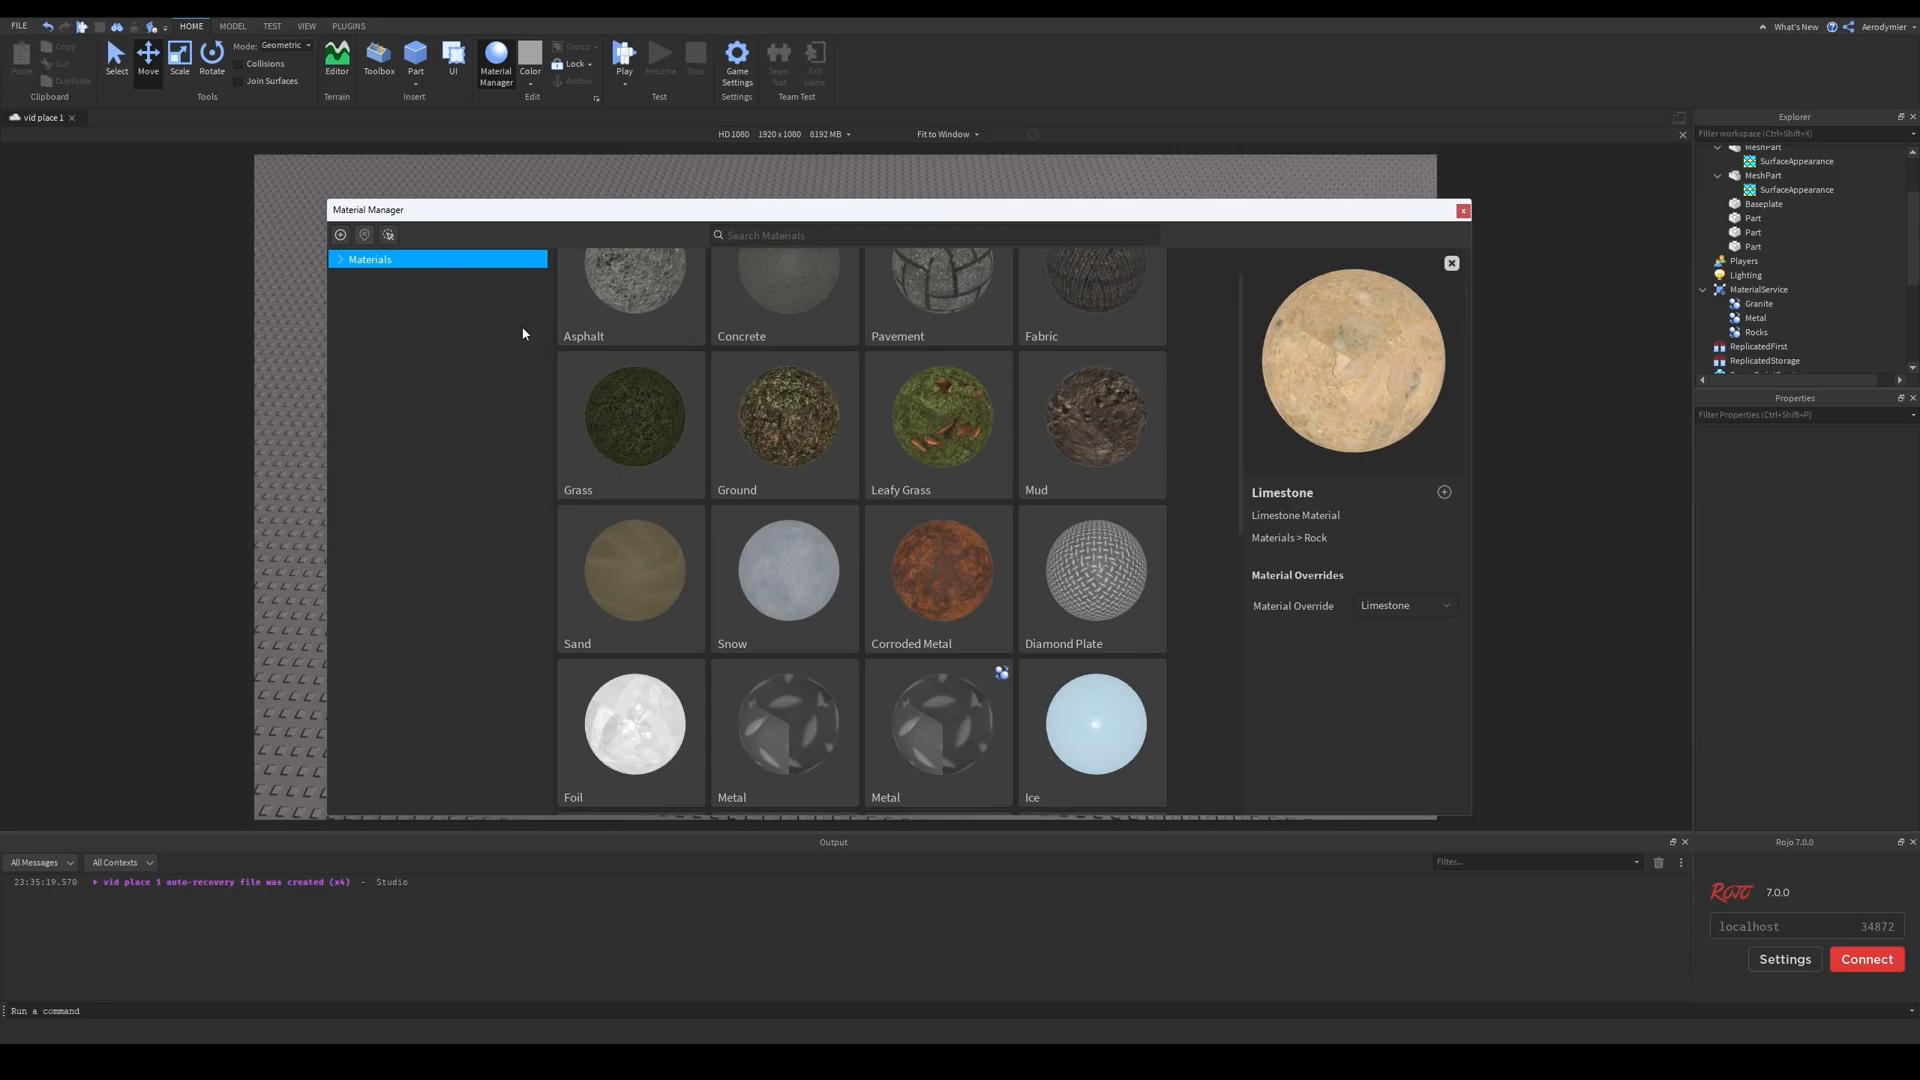 FILE
HOME MODEL TEST VIEW PLUGINS
What's New
Aerodymier
Paste
Copy
Cut
Duplicate
Clipboard
Select
Move
Scale
Rotate
Mode: Geometric
Collisions
Join Surfaces
Tools
Editor
Terrain
Toolbox
Part
UI
Insert
Material Manager
Color
Group
Lock
Anchor
Edit
Play
Resume
Stop
Test
Game Settings
Settings
Team Test
Exit Game
Team Test
vid place 1
HD 1080 1920 x 1080 8192 MB
Fit to Window
Material Manager
Search Materials
Materials
Asphalt
Concrete
Pavement
Fabric
Grass
Ground
Leafy Grass
Mud
Sand
Snow
Corroded Metal
Diamond Plate
Foil
Metal
Metal
Ice
Limestone
Limestone Material
Materials > Rock
Material Overrides
Material Override Limestone
Explorer
Filter workspace (Ctrl+Shift+X)
MeshPart
SurfaceAppearance
MeshPart
SurfaceAppearance
Baseplate
Part
Part
Part
Players
Lighting
MaterialService
Granite
Metal
Rocks
ReplicatedFirst
ReplicatedStorage
Properties
Filter Properties (Ctrl+Shift+P)
Output
All Messages
All Contexts
Filter...
23:35:19.570 vid place 1 auto-recovery file was created (x4) - Studio
Run a command
Rojo 7.0.0
ROJO 7.0.0
localhost 34872
Settings
Connect